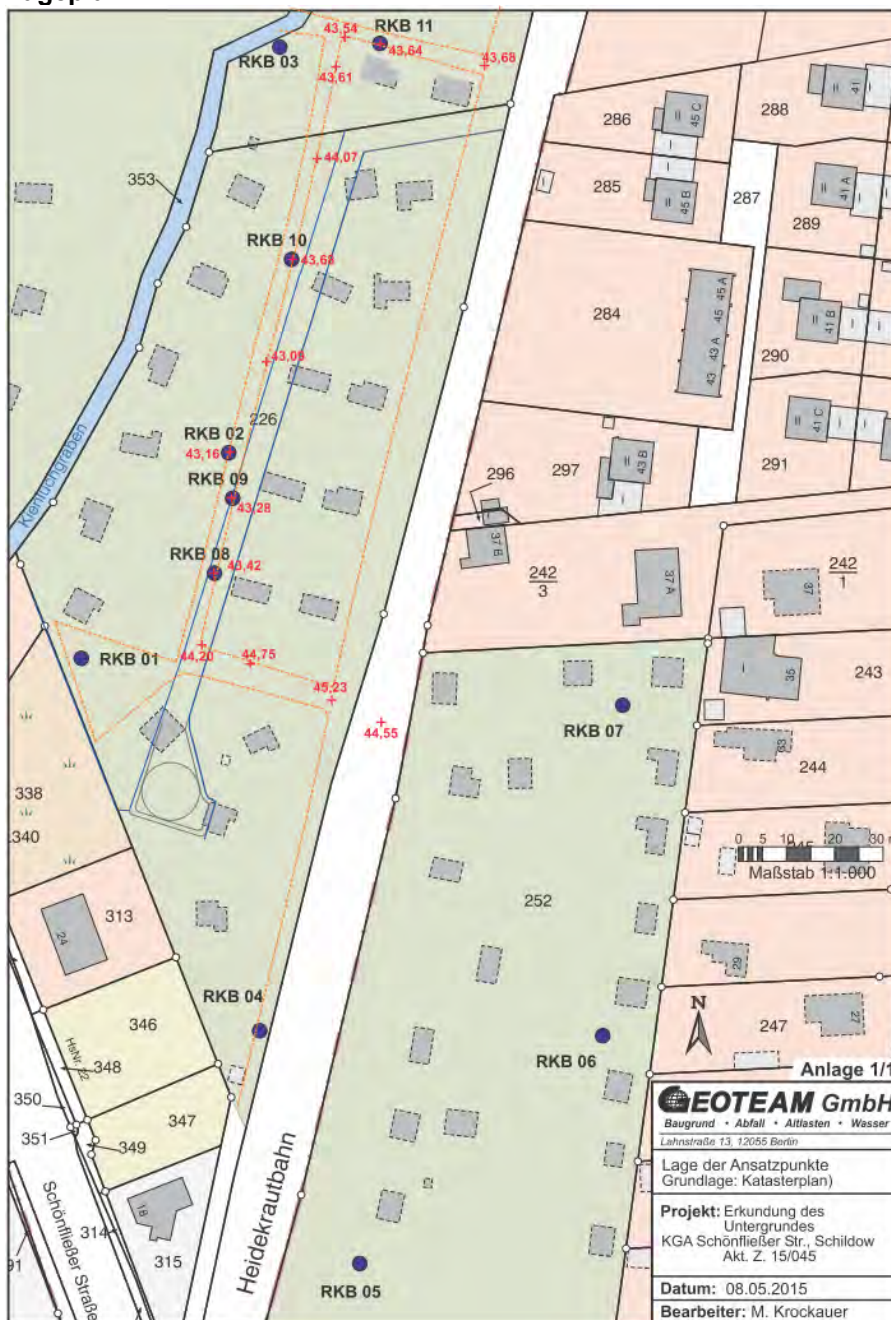 43,54
RKB 11
43,64
RKB 03
43,68
43,61
41
45 C
288
286
44,07
353
285
45 B
287
41 A
289
RKB 10
43,68
284
45 A
45
43 A
43
41 B
290
43,09
226
RKB 02
43,16
41 C
291
296
297
43 B
Kienluchgraben
RKB 09
43,28
37 B
RKB 08
43,42
242
3
37 A
242
1
37
RKB 01
44,20
44,75
45,23
44,55
35
243
RKB 07
63
244
338
340
0 5 10 20 30
Maßstab 1:1.000
313
24
252
29
RKB 04
N
27
346
247
RKB 06
HsNr. 22
348
Anlage 1/1
350
347
351
349
GEOTEAM GmbH
Baugrund • Abfall • Altlasten • Wasser
Lahnstraße 13, 12055 Berlin
Lage der Ansatzpunkte
Grundlage: Katasterplan)
Projekt: Erkundung des
Untergrundes
KGA Schönfließer Str., Schildow
Akt. Z. 15/045
Datum: 08.05.2015
Bearbeiter: M. Krockauer
Heidekrautbahn
Schönfließer Straße
18
314
315
91
RKB 05